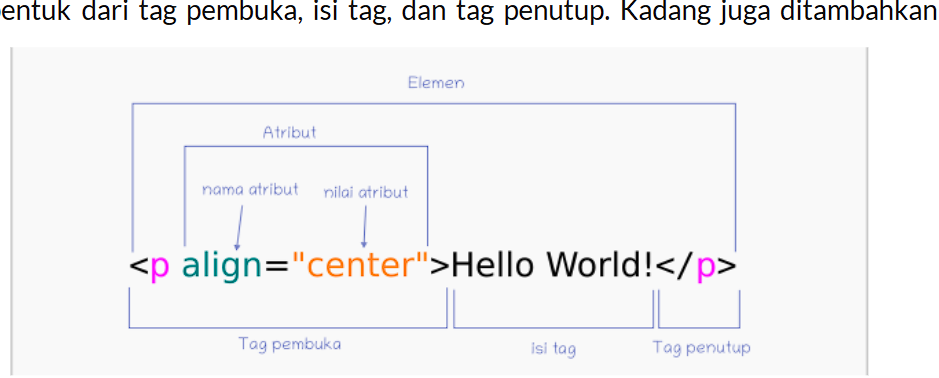 entuk dari tag pembuka, isi tag, dan tag penutup. Kadang juga ditambahkan
Elemen
Atribut
nama atribut nilai atribut
<p align="center">Hello World!</p>
Tag pembuka isi tag Tag penutup